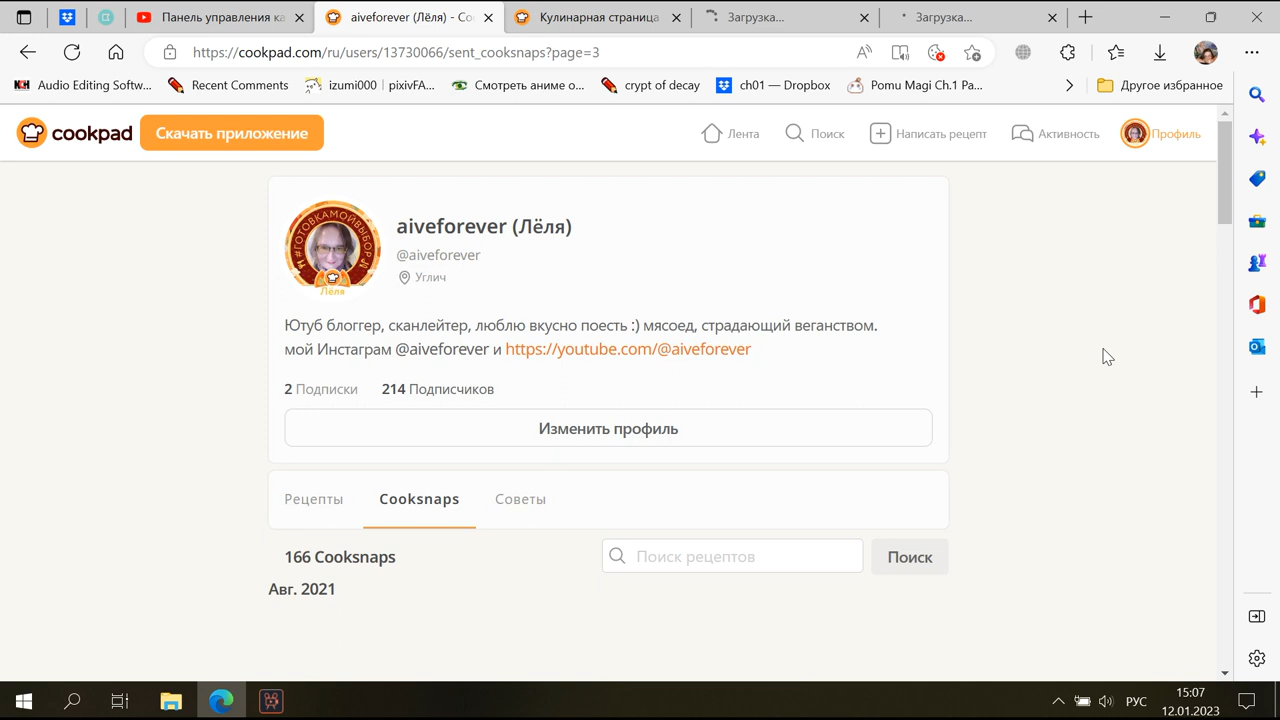 Панель управления ка
aiveforever (Лёля) - Co
Кулинарная страница
Загрузка...
Загрузка...
https://cookpad.com/ru/users/13730066/sent_cooksnaps?page=3
Audio Editing Softw...
Recent Comments
izumi000 | pixivFA...
Смотреть аниме о...
crypt of decay
ch01 — Dropbox
Pomu Magi Ch.1 Pa...
Другое избранное
cookpad
Скачать приложение
Лента
Поиск
Написать рецепт
Активность
Профиль
#ГОТОВКАМОЙВЫБОР
Лёля
aiveforever (Лёля)
@aiveforever
Углич
Ютуб блоггер, сканлейтер, люблю вкусно поесть :) мясоед, страдающий веганством.
мой Инстаграм @aiveforever и https://youtube.com/@aiveforever
2 Подписки 214 Подписчиков
Изменить профиль
Рецепты Cooksnaps Советы
166 Cooksnaps
Поиск рецептов
Поиск
Авг. 2021
РУС
15:07
12.01.2023